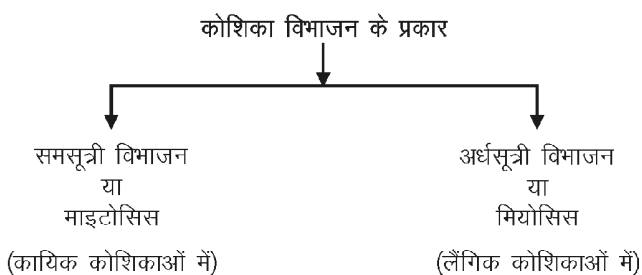 कोशिका विभाजन के प्रकार
समसूत्री विभाजन
या
माइटोसिस
(कायिक कोशिकाओं में)
अर्धसूत्री विभाजन
या
मियोसिस
(लैंगिक कोशिकाओं में)